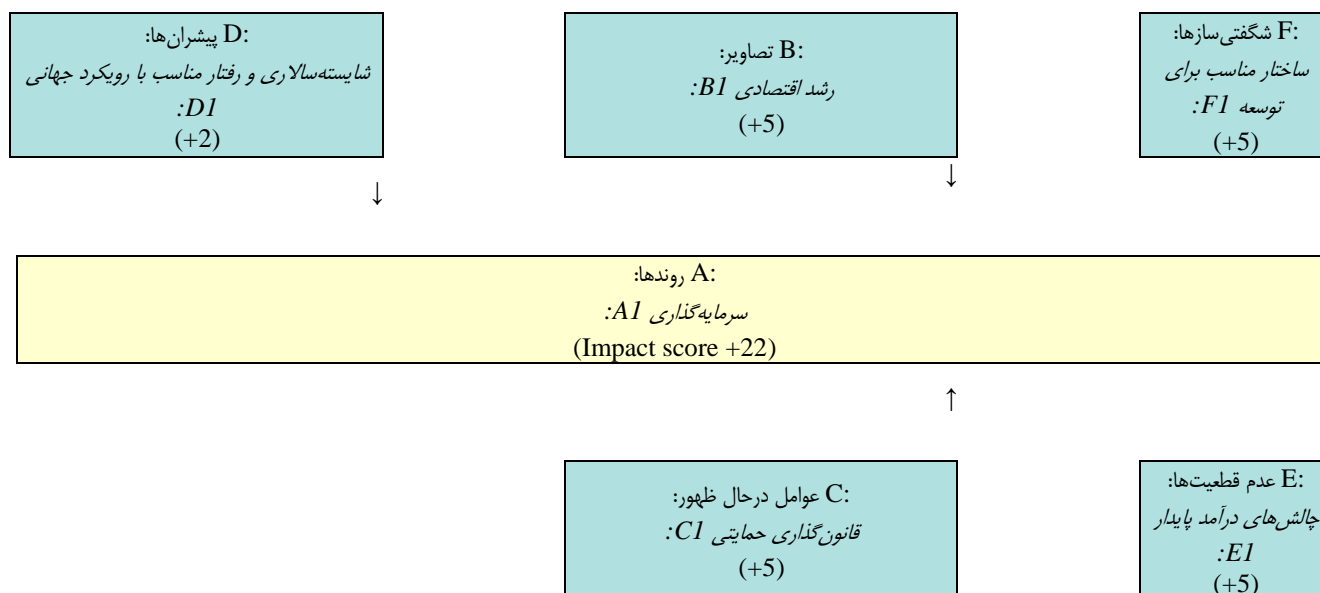 D: پیشران‌ها:
شایسته‌سالاری و رفتار مناسب با رویکرد جهانی
D1:
(+2)
B: تصاویر:
رشد اقتصادی B1:
(+5)
F: شگفتی‌سازها:
ساختار مناسب برای
توسعه F1:
(+5)
↓
↓
A: روندها:
سرمایه‌گذاری A1:
(Impact score +22)
↑
C: عوامل درحال ظهور:
قانون‌گذاری حمایتی C1:
(+5)
E: عدم قطعیت‌ها:
چالش‌های درآمد پایدار
E1:
(+5)